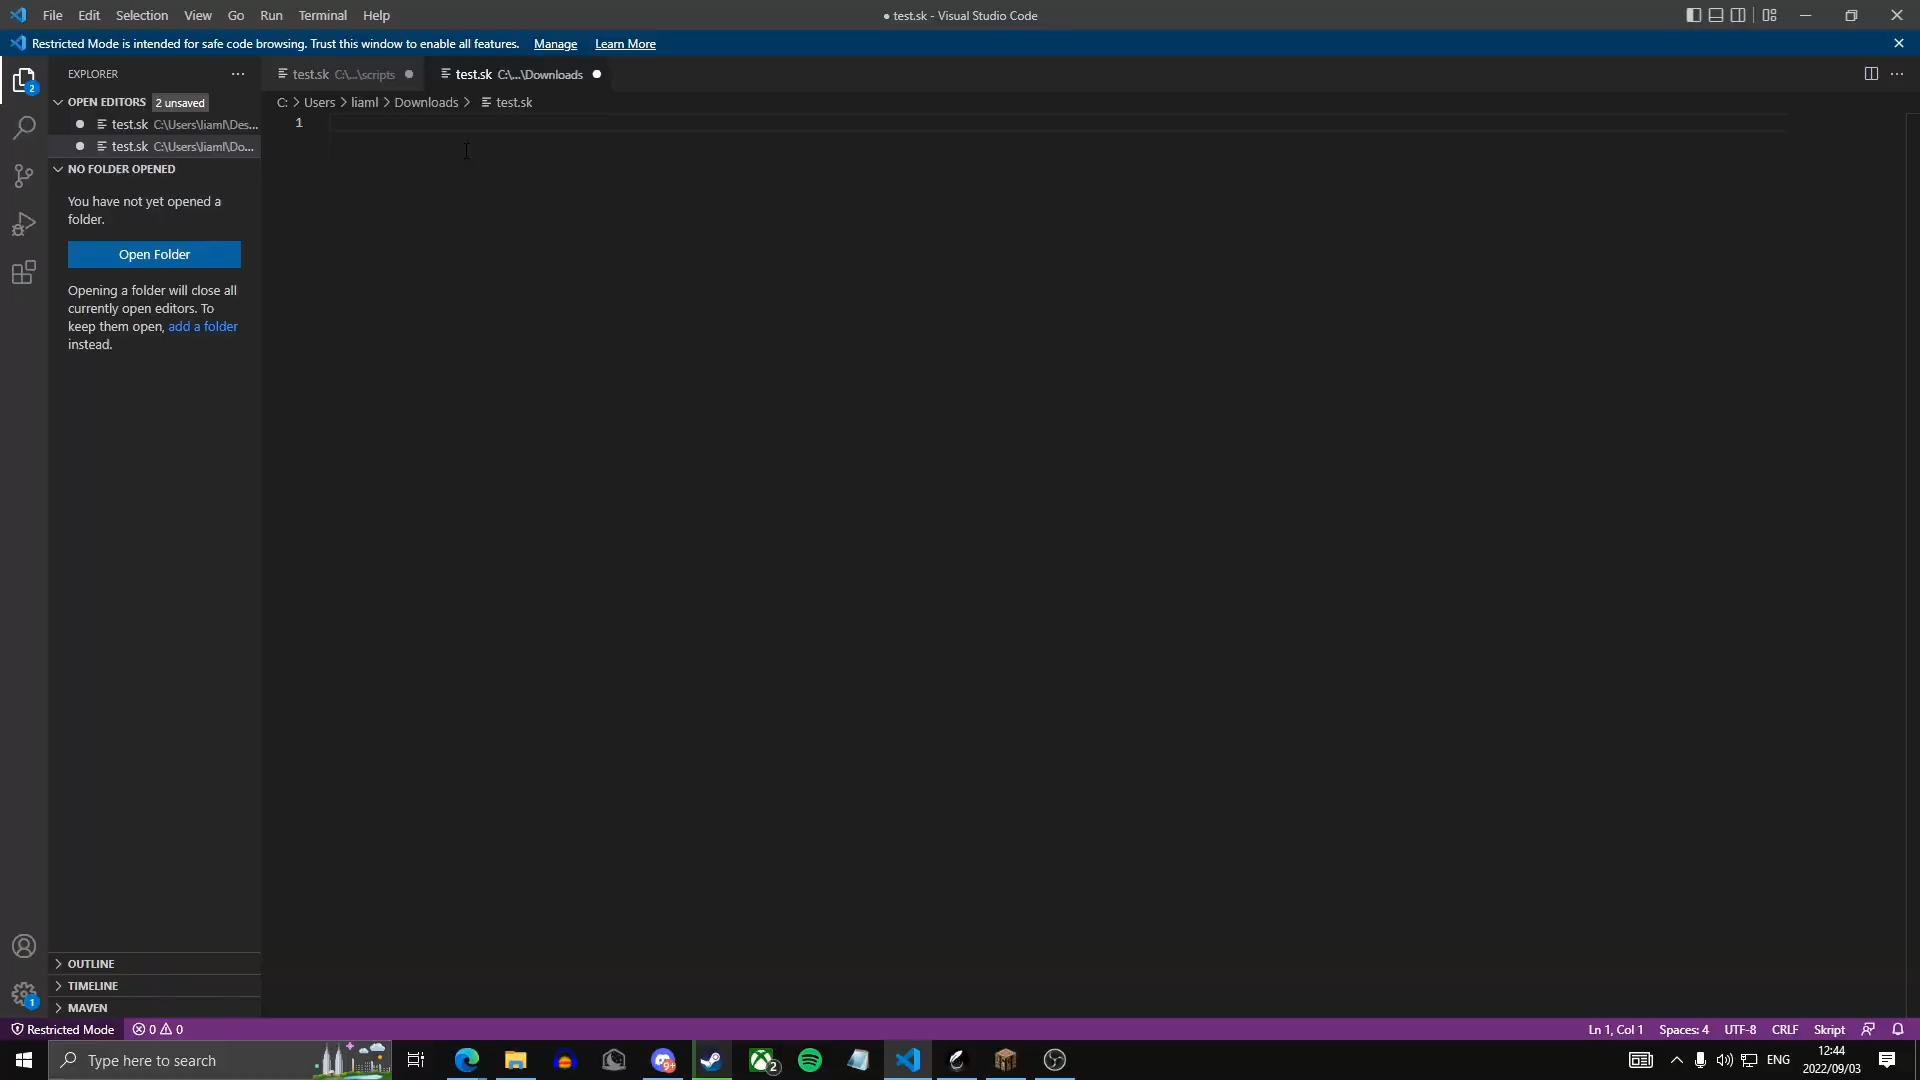 File Edit Selection View Go Run Terminal Help
● test.sk - Visual Studio Code
Restricted Mode is intended for safe code browsing. Trust this window to enable all features. Manage Learn More
EXPLORER
test.sk C:\...\scripts
test.sk C:\...\Downloads
OPEN EDITORS 2 unsaved
C: > Users > liaml > Downloads > test.sk
test.sk C:\Users\liaml\Des...
test.sk C:\Users\liaml\Do...
1
2
NO FOLDER OPENED
You have not yet opened a
folder.
Open Folder
Opening a folder will close all
currently open editors. To
keep them open, add a folder
instead.
OUTLINE
TIMELINE
MAVEN
1
Restricted Mode 0 0
Ln 1, Col 1 Spaces: 4 UTF-8 CRLF Skript
Type here to search
9+
2
ENG
12:44
2022/09/03